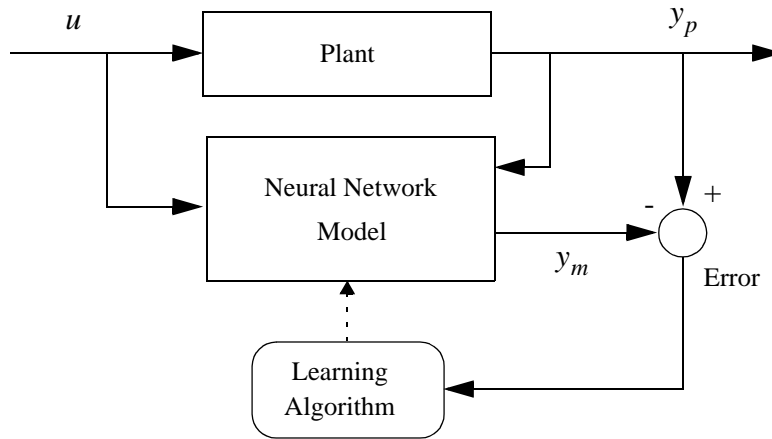 u
Plant
y_p
Neural Network
Model
-
+
y_m
Error
Learning
Algorithm